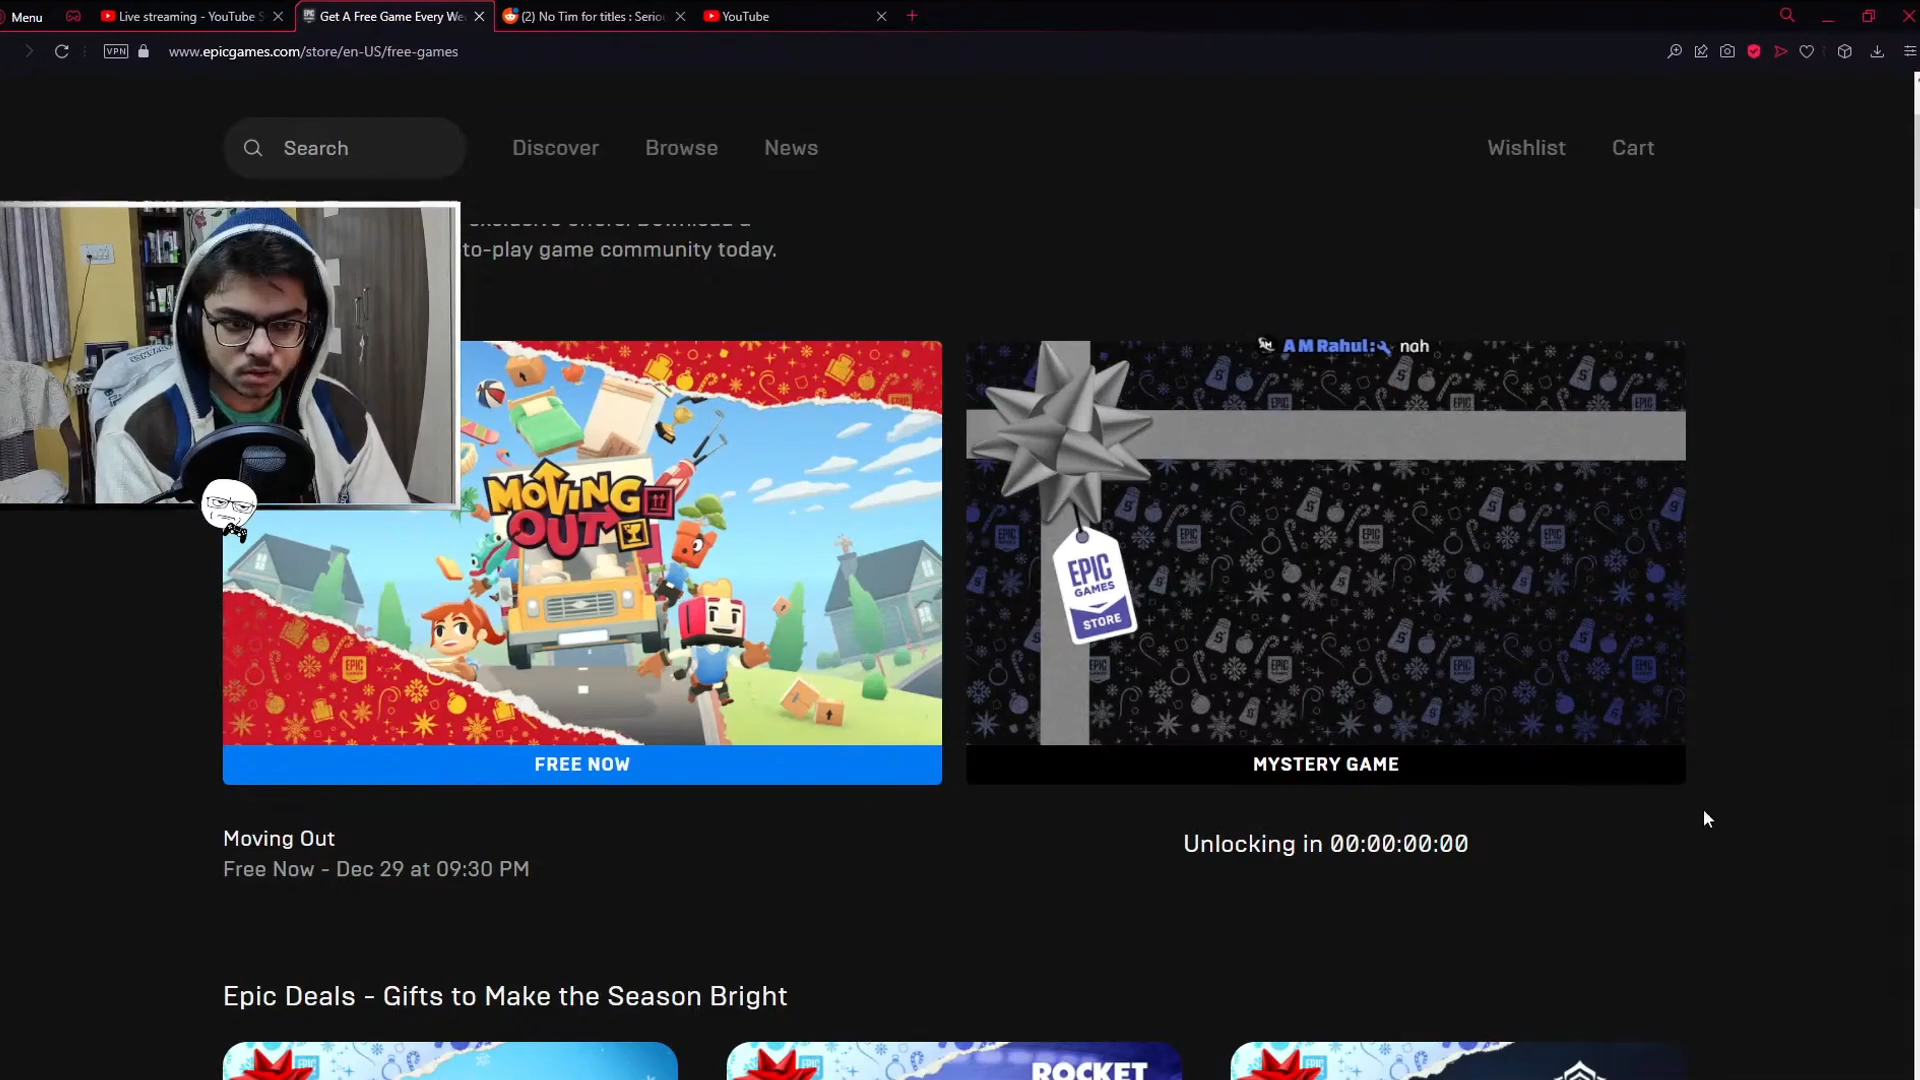 Menu
Live streaming - YouTube S
Get A Free Game Every We
(2) No Tim for titles : Serio
YouTube
VPN
www.epicgames.com/store/en-US/free-games
Search
Discover
Browse
News
Wishlist
Cart
to-play game community today.
A M Rahul: nah
MOVING
OUT
EPIC
GAMES
STORE
FREE NOW
MYSTERY GAME
Moving Out
Free Now - Dec 29 at 09:30 PM
Unlocking in 00:00:00:00
Epic Deals - Gifts to Make the Season Bright
ROCKET